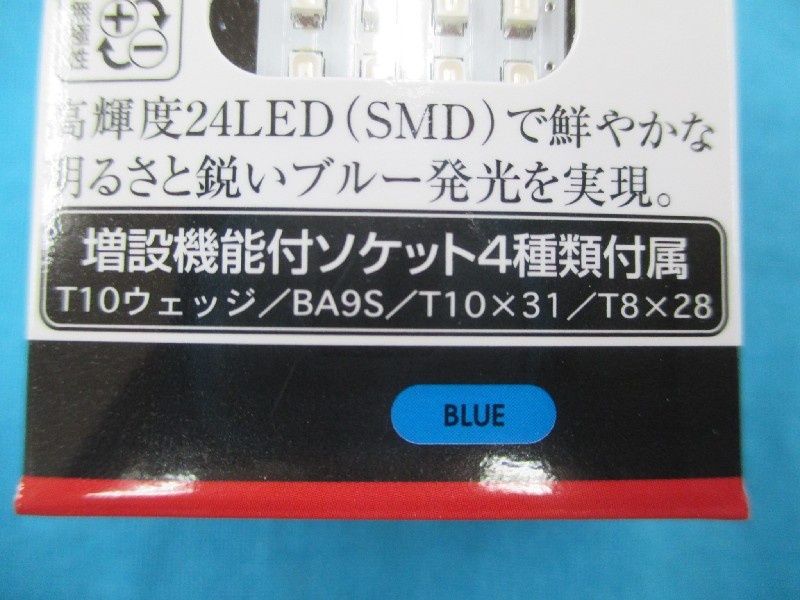 高輝度24LED(SMD)で鮮やかな
明るさと鋭いブルー発光を実現。
増設機能付ソケット4種類付属
T10ウェッジ/BA9S/T10×31/T8×28
BLUE